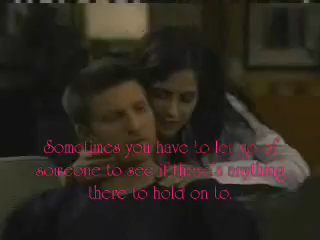 Sometimes you have to let go of
someone to see if there's anything
there to hold on to.